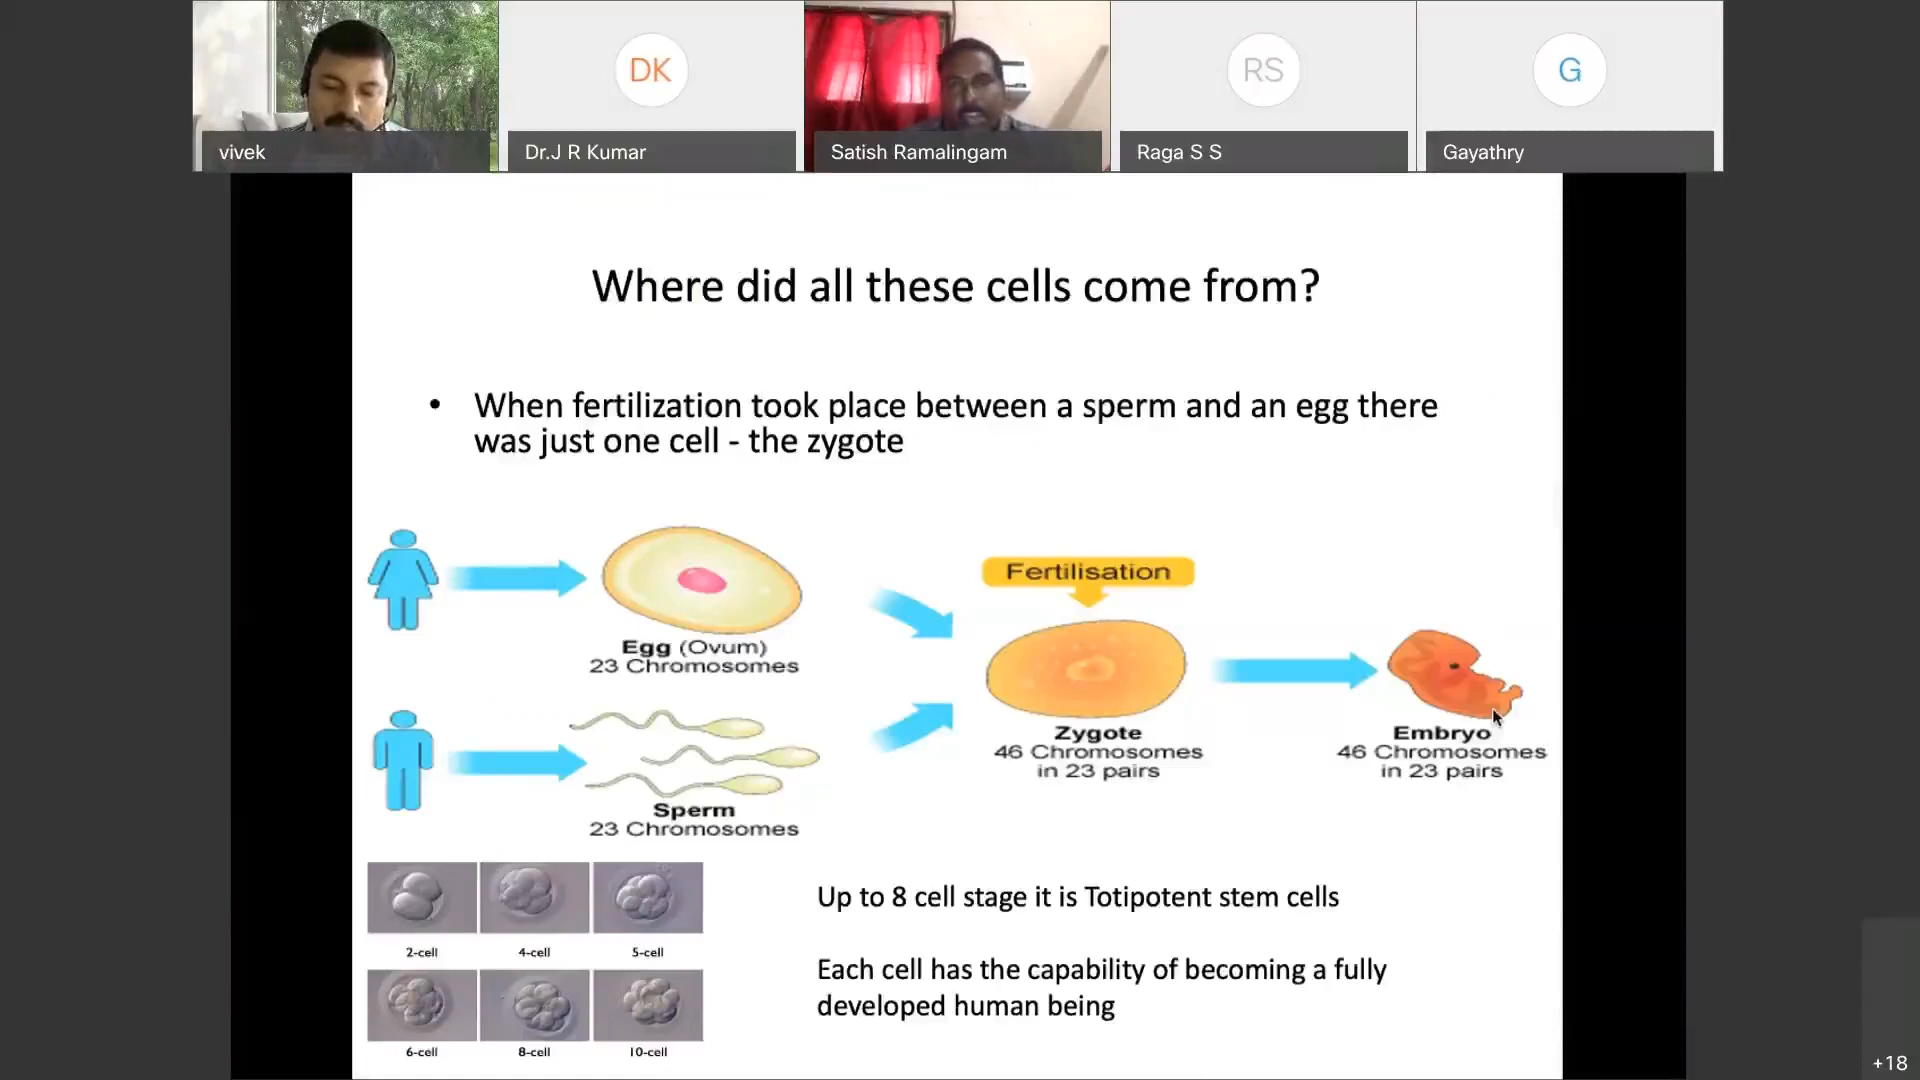 DK
RS
G
vivek
Dr.J R Kumar
Satish Ramalingam
Raga S S
Gayathry
Where did all these cells come from?
• When fertilization took place between a sperm and an egg there
was just one cell - the zygote
Fertilisation
Egg (Ovum)
23 Chromosomes
Zygote
46 Chromosomes
in 23 pairs
Embryo
46 Chromosomes
in 23 pairs
Sperm
23 Chromosomes
2-cell
4-cell
5-cell
6-cell
8-cell
10-cell
Up to 8 cell stage it is Totipotent stem cells
Each cell has the capability of becoming a fully
developed human being
+18